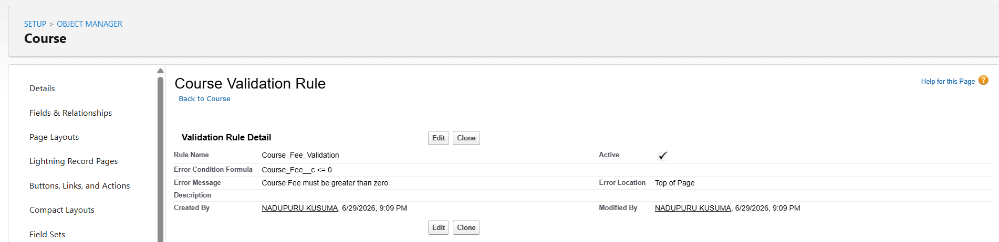 SETUP > OBJECT MANAGER
Course
Details
Fields & Relationships
Page Layouts
Lightning Record Pages
Buttons, Links, and Actions
Compact Layouts
Field Sets
Course Validation Rule
Help for this Page ?
Back to Course
Validation Rule Detail Edit Clone
Rule Name Course_Fee_Validation Active
Error Condition Formula Course_Fee__c <= 0
Error Message Course Fee must be greater than zero Error Location Top of Page
Description
Created By NADUPURU KUSUMA, 6/29/2026, 9:09 PM Modified By NADUPURU KUSUMA, 6/29/2026, 9:09 PM
Edit Clone